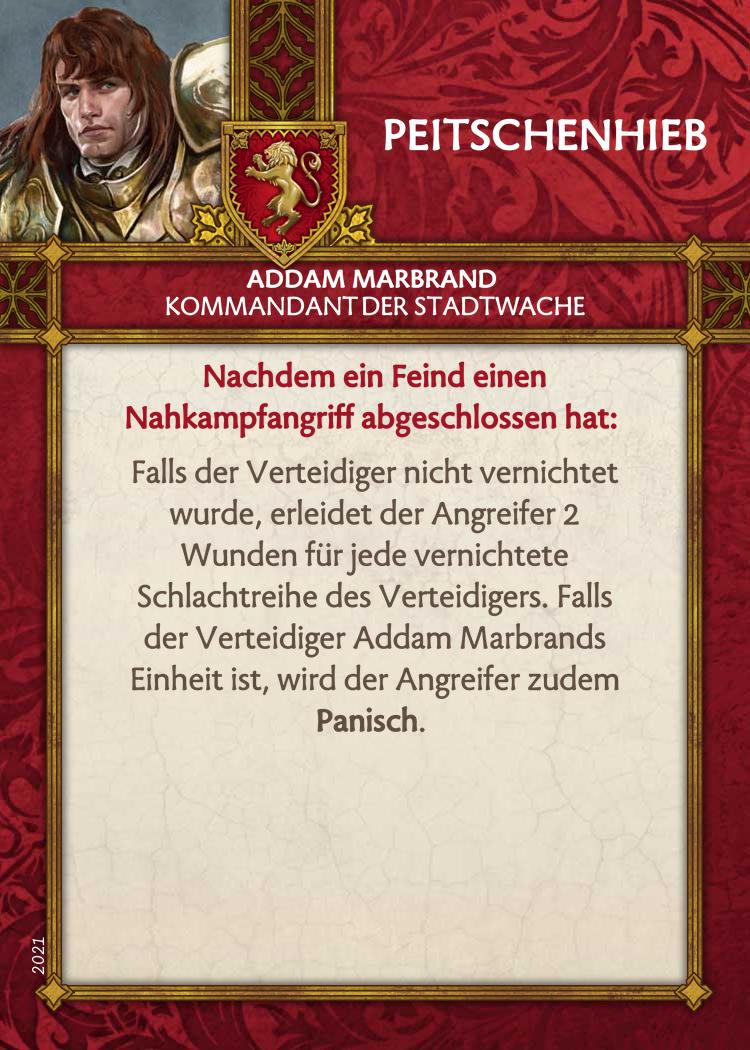 PEITSCHENHIEB
ADDAM MARBRAND
KOMMANDANT DER STADTWACHE
Nachdem ein Feind einen
Nahkampfangriff abgeschlossen hat:
Falls der Verteidiger nicht vernichtet
wurde, erleidet der Angreifer 2
Wunden für jede vernichtete
Schlachtreihe des Verteidigers. Falls
der Verteidiger Addam Marbrands
Einheit ist, wird der Angreifer zudem
Panisch.
2021